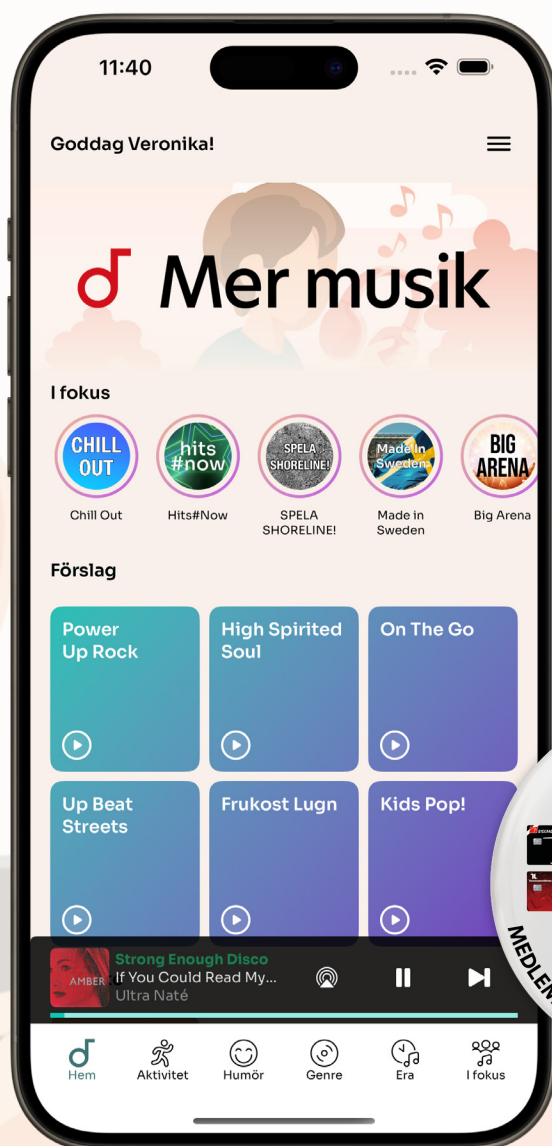 11:40
Goddag Veronika!
Mer musik
I fokus
CHILL
OUT
hits
#now
SPELA
SHORELINE!
Made in
Sweden
BIG
ARENA
Chill Out
Hits#Now
SPELA
SHORELINE!
Made in
Sweden
Big Arena
Förslag
Power
Up Rock
High Spirited
Soul
On The Go
Up Beat
Streets
Frukost Lugn
Kids Pop!
AMBER
Strong Enough Disco
If You Could Read My...
Ultra Naté
Hem
Aktivitet
Humör
Genre
Era
I fokus